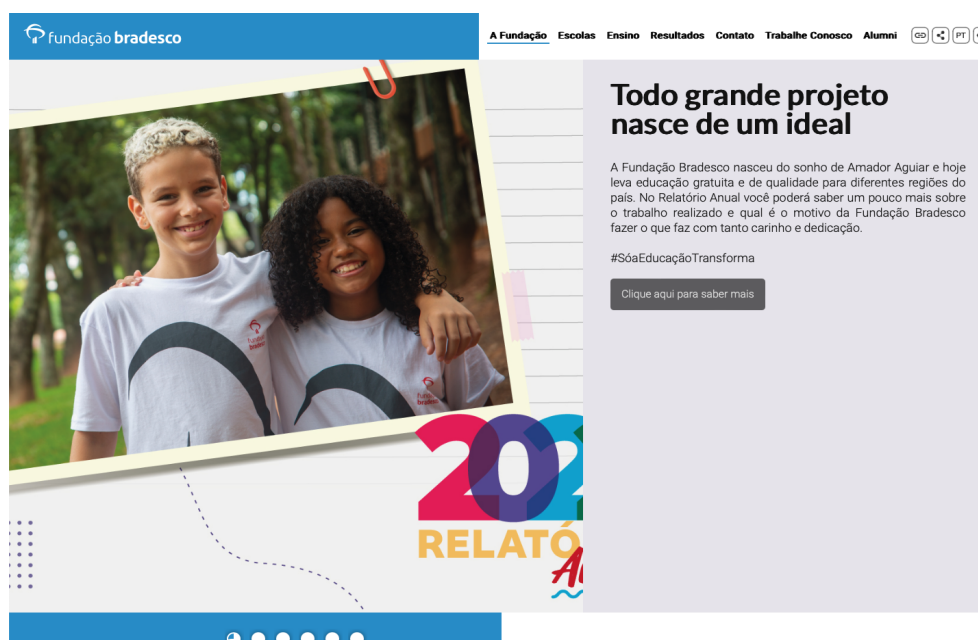 fundação bradesco
A Fundação Escolas Ensino Resultados Contato Trabalhe Conosco Alumni PT
Todo grande projeto
nasce de um ideal
A Fundação Bradesco nasceu do sonho de Amador Aguiar e hoje
leva educação gratuita e de qualidade para diferentes regiões do
país. No Relatório Anual você poderá saber um pouco mais sobre
o trabalho realizado e qual é o motivo da Fundação Bradesco
fazer o que faz com tanto carinho e dedicação.
#SóaEducaçãoTransforma
Clique aqui para saber mais
202
RELATÓ